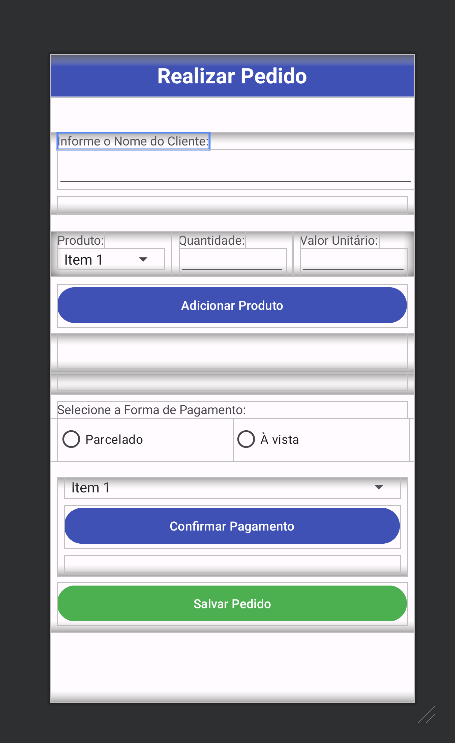 Realizar Pedido
Informe o Nome do Cliente:
Produto: Quantidade: Valor Unitário:
Item 1
Adicionar Produto
Selecione a Forma de Pagamento:
Parcelado À vista
Item 1
Confirmar Pagamento
Salvar Pedido